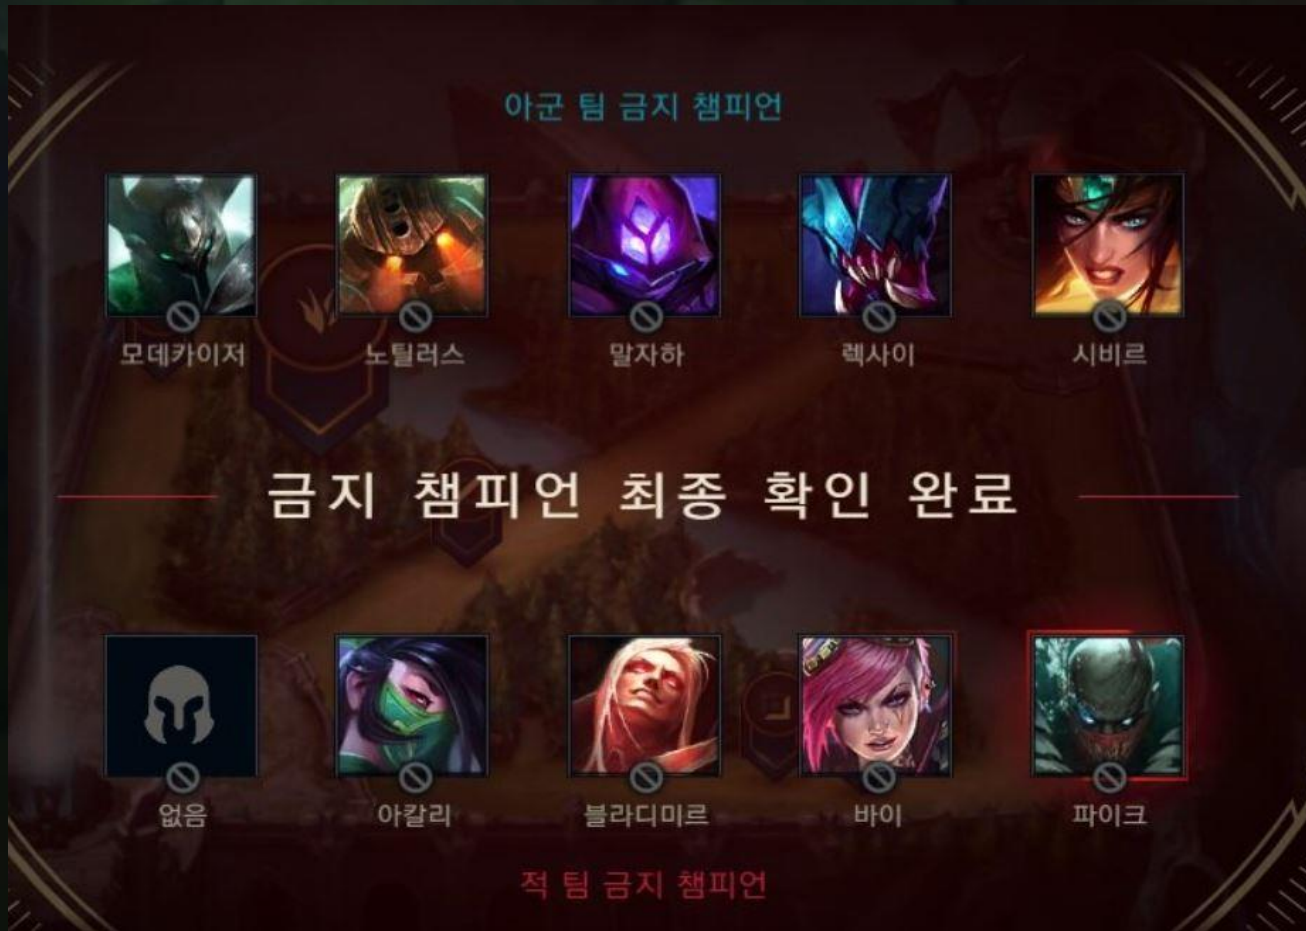 아군 팀 금지 챔피언
모데카이저 노틸러스 말자하 렉사이 시비르
금지 챔피언 최종 확인 완료
없음 아칼리 블라디미르 바이 파이크
적 팀 금지 챔피언